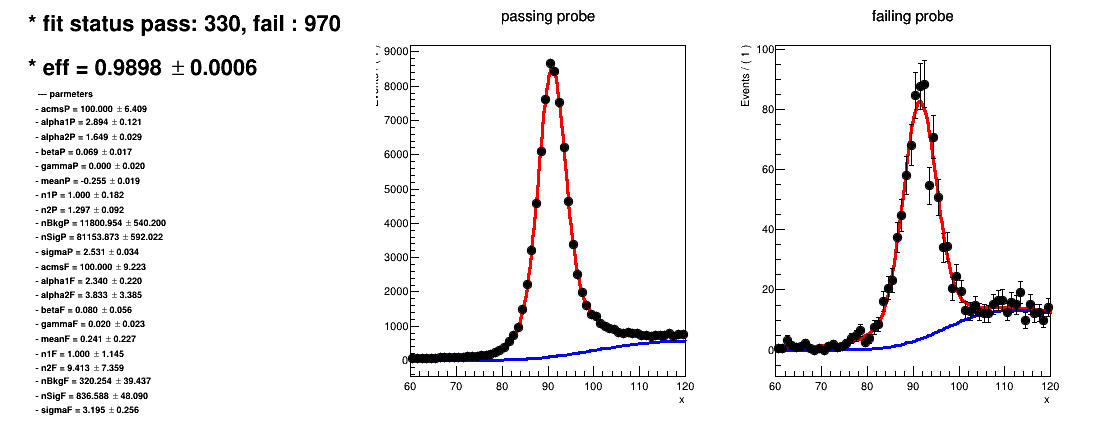 * fit status pass: 330, fail : 970
* eff = 0.9898 ± 0.0006
--- parmeters
- acmsP = 100.000 ± 6.409
- alpha1P = 2.894 ± 0.121
- alpha2P = 1.649 ± 0.029
- betaP = 0.069 ± 0.017
- gammaP = 0.000 ± 0.020
- meanP = -0.255 ± 0.019
- n1P = 1.000 ± 0.182
- n2P = 1.297 ± 0.092
- nBkgP = 11800.954 ± 540.200
- nSigP = 81153.873 ± 592.022
- sigmaP = 2.531 ± 0.034
- acmsF = 100.000 ± 9.223
- alpha1F = 2.340 ± 0.220
- alpha2F = 3.833 ± 3.385
- betaF = 0.080 ± 0.056
- gammaF = 0.020 ± 0.023
- meanF = 0.241 ± 0.227
- n1F = 1.000 ± 1.145
- n2F = 9.413 ± 7.359
- nBkgF = 320.254 ± 39.437
- nSigF = 836.588 ± 48.090
- sigmaF = 3.195 ± 0.256
passing probe
9000
8000
7000
6000
5000
4000
3000
2000
1000
0
60 70 80 90 100 110 120
x
failing probe
Events / ( 1 )
100
80
60
40
20
0
60 70 80 90 100 110 120
x